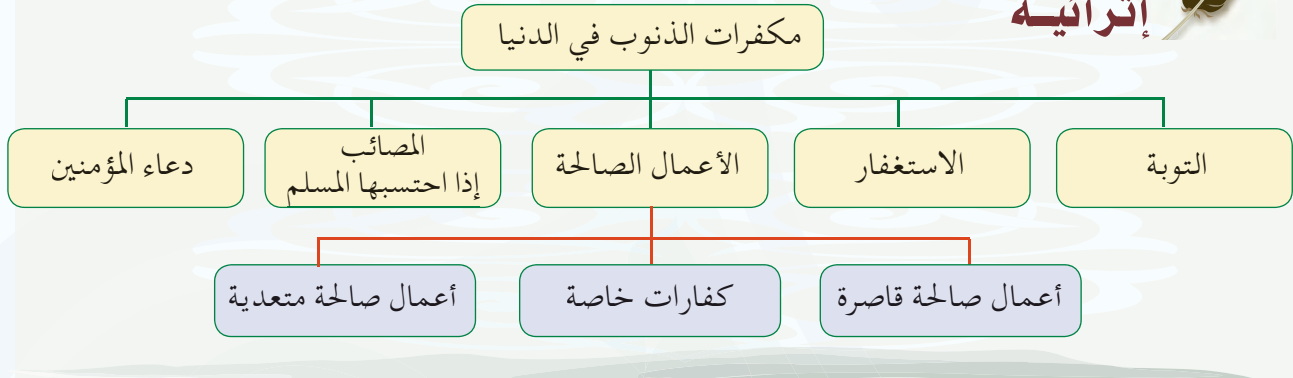 إثرائية
مكفرات الذنوب في الدنيا
التوبة
الاستغفار
الأعمال الصالحة
المصائب
إذا احتسبها المسلم
دعاء المؤمنين
أعمال صالحة قاصرة
كفارات خاصة
أعمال صالحة متعدية